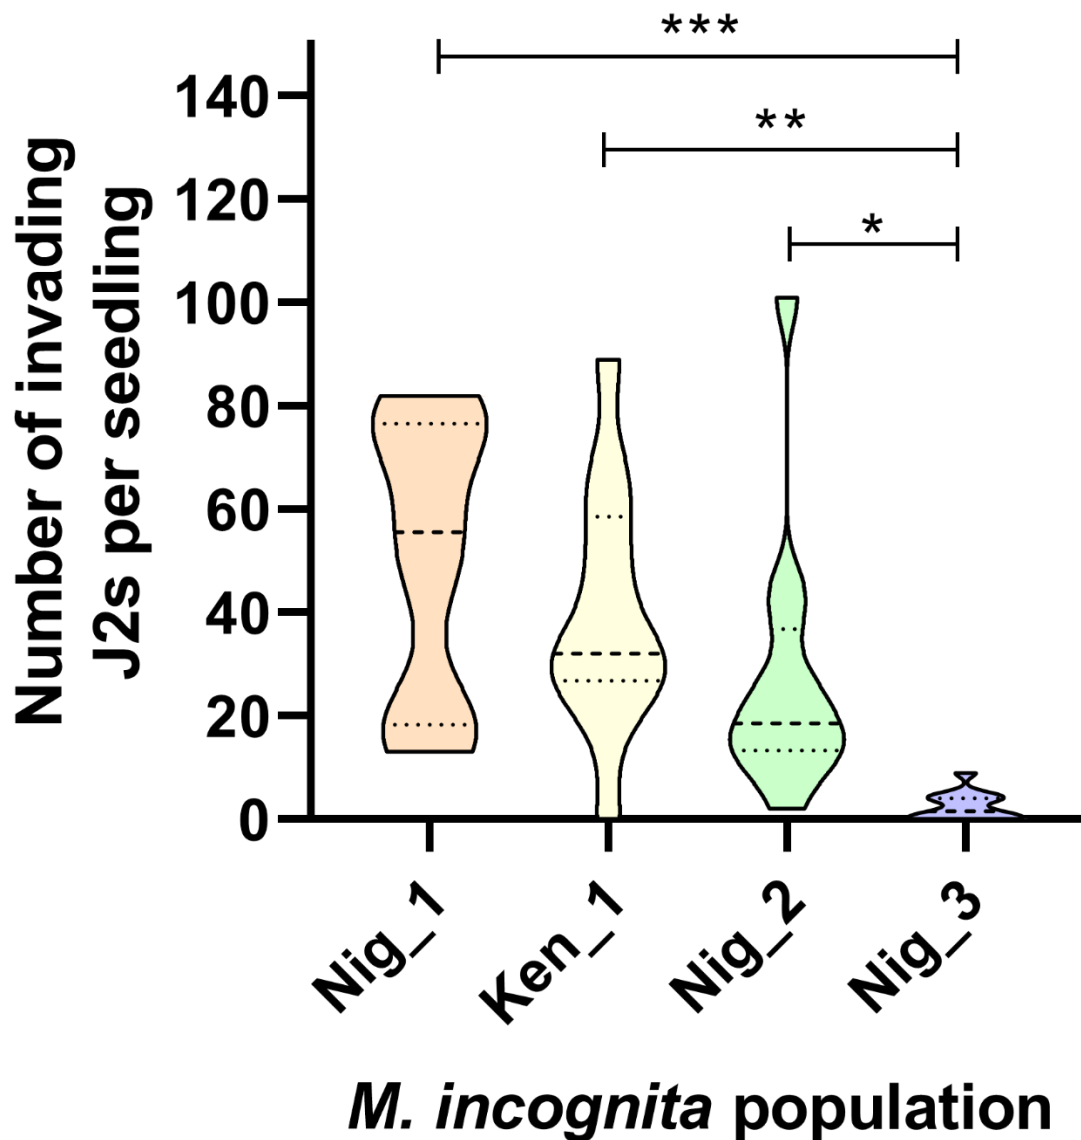 ***
**
*
Number of invading
J2s per seedling
140
120
100
80
60
40
20
0
Nig_1
Ken_1
Nig_2
Nig_3
M. incognita population